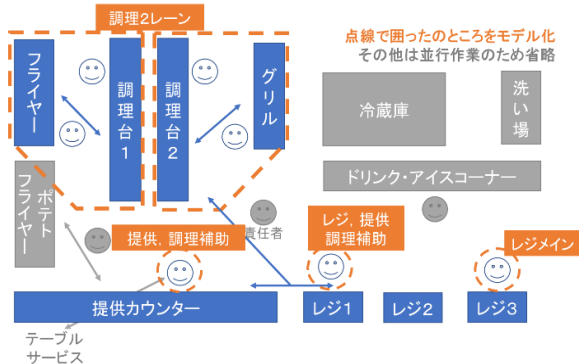 調理2レーン
点線で囲ったのところをモデル化
その他は並行作業のため省略
フライヤー
調理台1
調理台2
グリル
冷蔵庫
洗い場
ドリンク・アイスコーナー
ポテト
フライヤー
提供，調理補助
責任者
レジ，提供
調理補助
レジメイン
提供カウンター
レジ1
レジ2
レジ3
テーブル
サービス